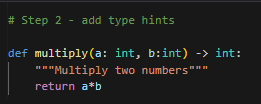 # Step 2 - add type hints
def multiply(a: int, b:int) -> int:
    """Multiply two numbers"""
    return a*b